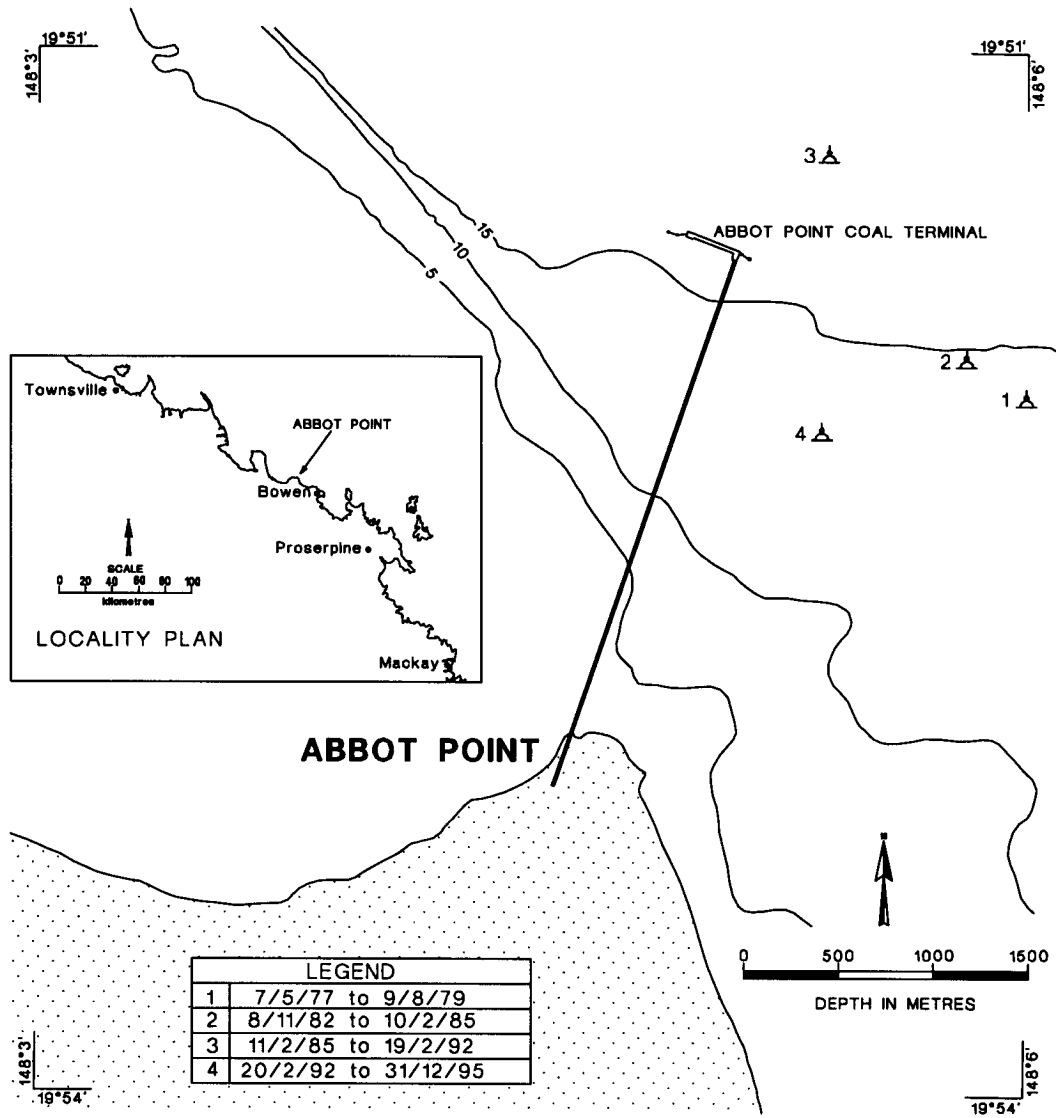 19°51'
148°3'
19°51'
148°6'
3
ABBOT POINT COAL TERMINAL
15
10
5
2
1
4
Townsville
ABBOT POINT
Bowen
Proserpine
SCALE
0 20 40 60 80 100
kilometres
LOCALITY PLAN
Mackay
ABBOT POINT
LEGEND
1 7/5/77 to 9/8/79
2 8/11/82 to 10/2/85
3 11/2/85 to 19/2/92
4 20/2/92 to 31/12/95
0 500 1000 1500
DEPTH IN METRES
148°3'
19°54'
148°6'
19°54'